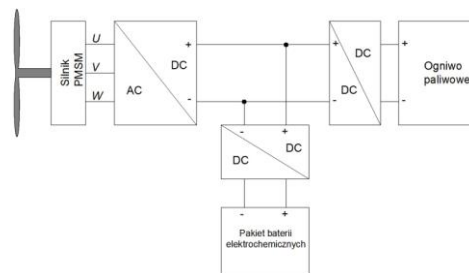 Silnik
PMSM
U
V
W
AC
DC
+
-
+
-
DC
DC
+
-
Ogniwo
paliwowe
-
+
DC
DC
-
+
Pakiet baterii
elektrochemicznych